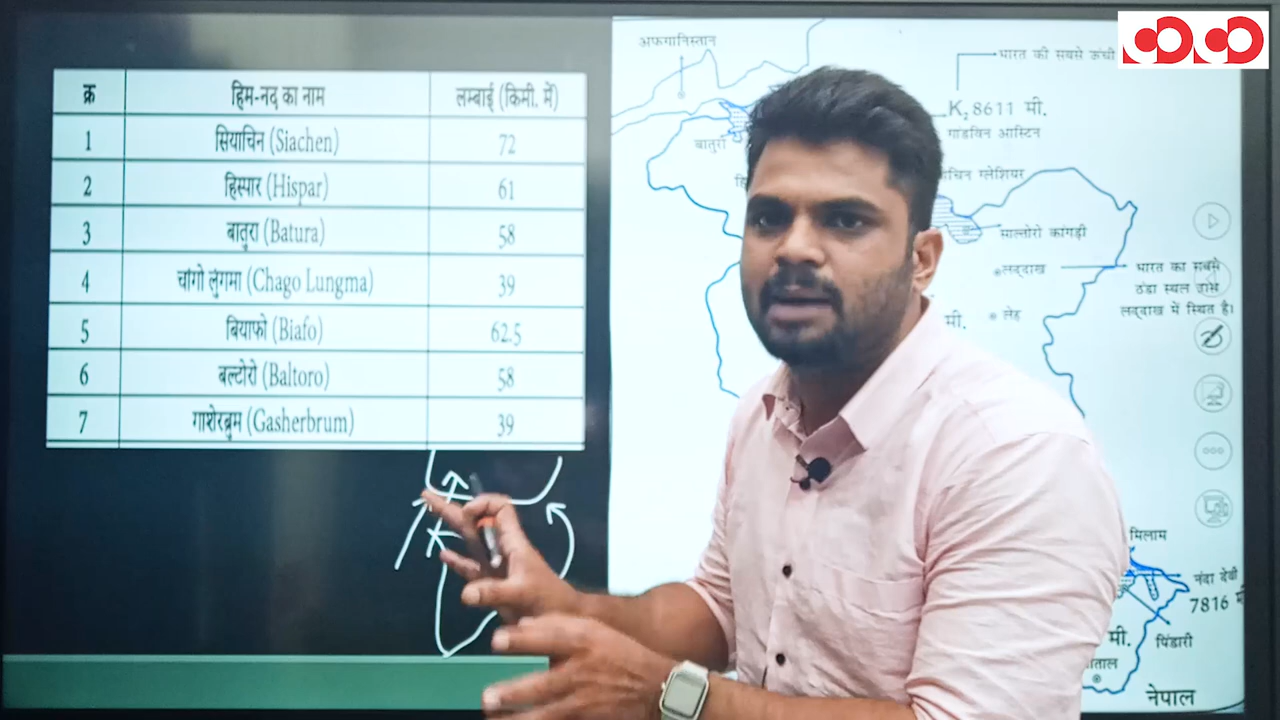 क्र हिम-नद का नाम लम्बाई (किमी. में)
1 सियाचिन (Siachen) 72
2 हिस्पार (Hispar) 61
3 बातुरा (Batura) 58
4 चांगो लुंगमा (Chago Lungma) 39
5 बियाफो (Biafo) 62.5
6 बल्टोरो (Baltoro) 58
7 गाशेरब्रुम (Gasherbrum) 39
अफगानिस्तान
भारत की सबसे ऊंची
K2 8611 मी.
गाडविन आस्टिन
बातुरा
ग्लेशियर
साल्तोरो कांगड़ी
लद्दाख
भारत का सबसे
ठंडा स्थल
लद्दाख में स्थित है।
मी.
लेह
मिलाम
नंदा देवी
7816
मी.
पिंडारी
नेपाल